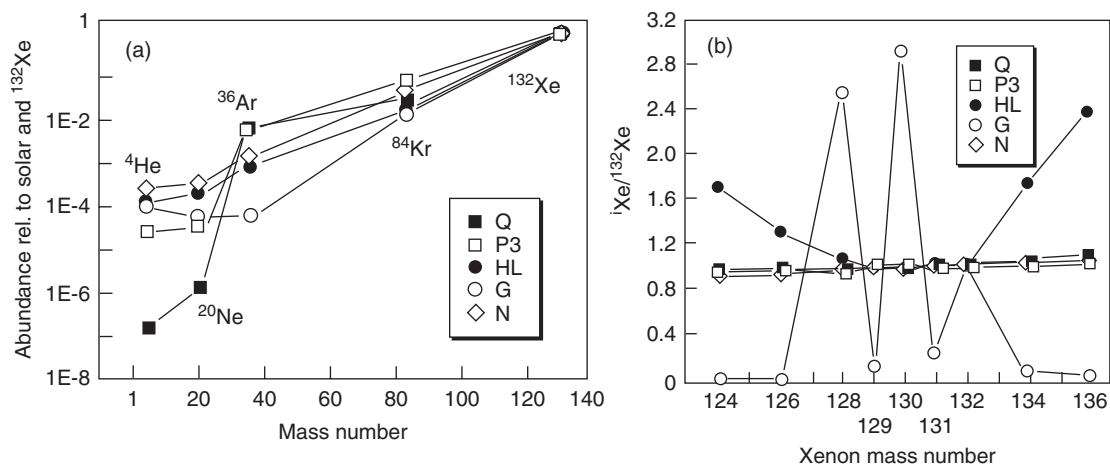 (a)
1
1E-2
1E-4
1E-6
1E-8
Abundance rel. to solar and ¹³²Xe
⁴He
²⁰Ne
³⁶Ar
⁸⁴Kr
¹³²Xe
Q
P3
HL
G
N
1 20 40 60 80 100 120 140
Mass number
(b)
3.2
2.8
2.4
2.0
1.6
1.2
0.8
0.4
0
ⁱXe/¹³²Xe
Q
P3
HL
G
N
124 126 128 130 132 134 136
129 131
Xenon mass number